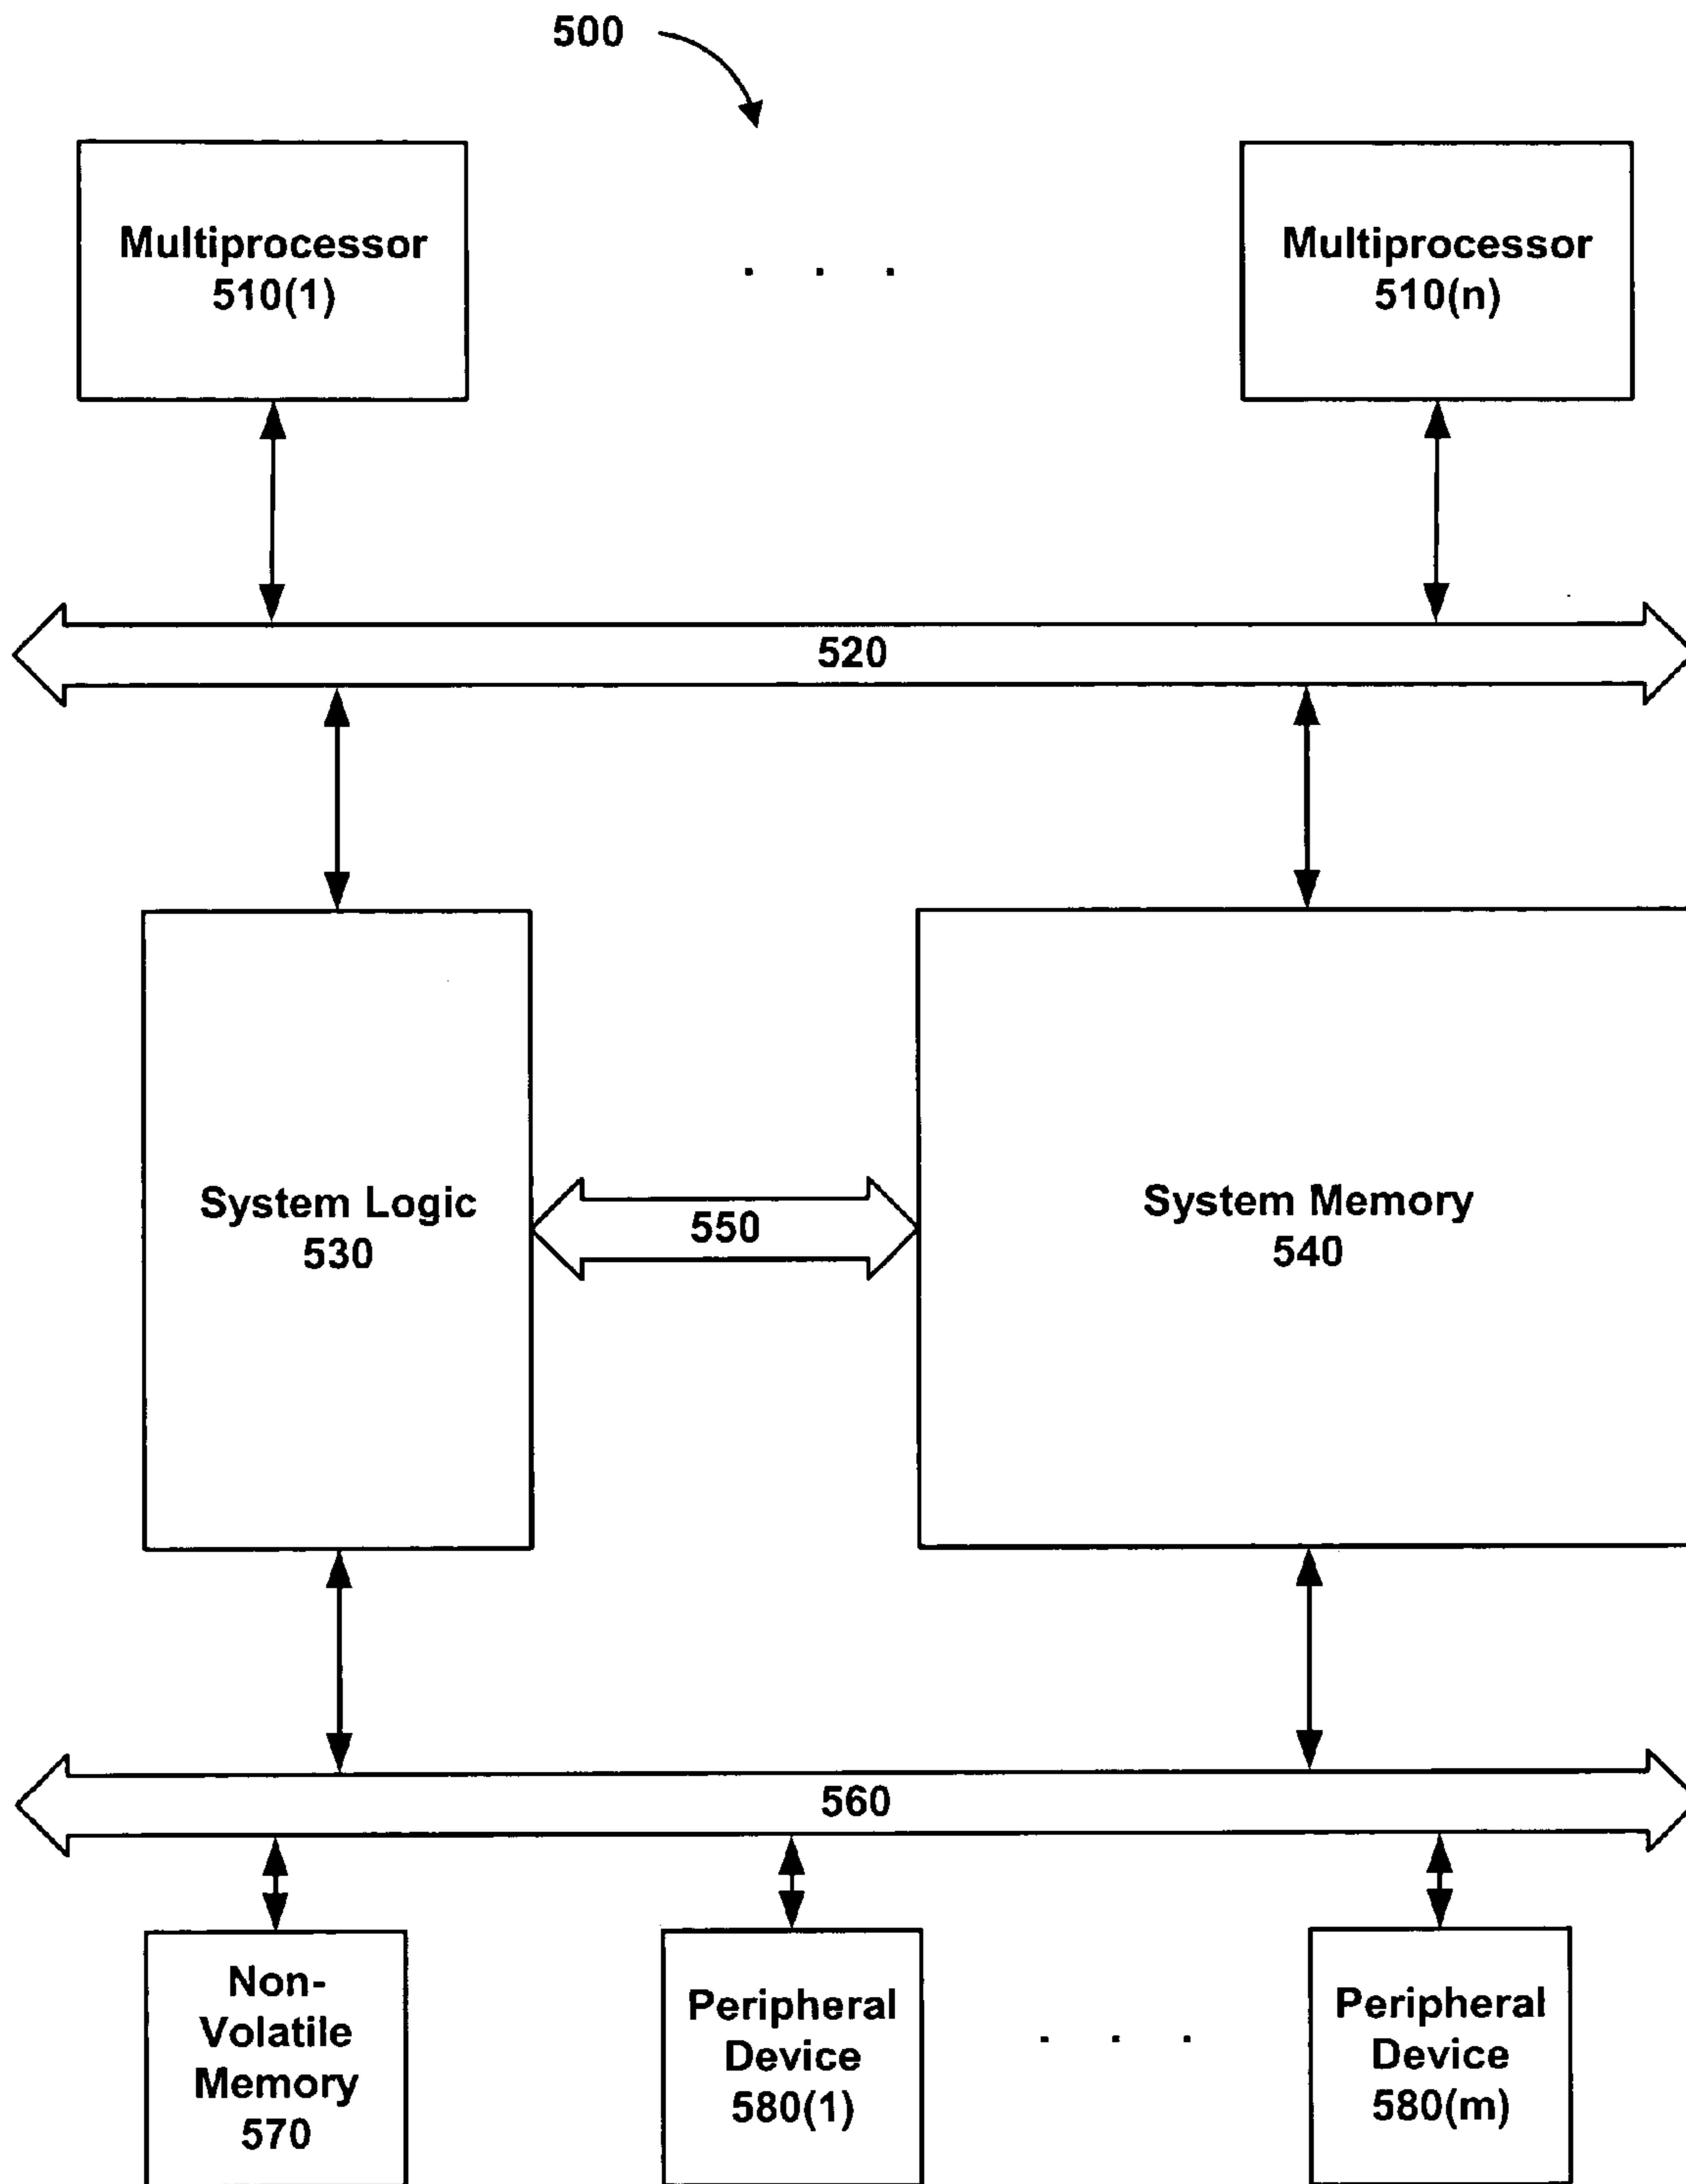 500
Multiprocessor
510(1)
. . .
Multiprocessor
510(n)
520
System Logic
530
550
System Memory
540
560
Non-
Volatile
Memory
570
Peripheral
Device
580(1)
. . .
Peripheral
Device
580(m)